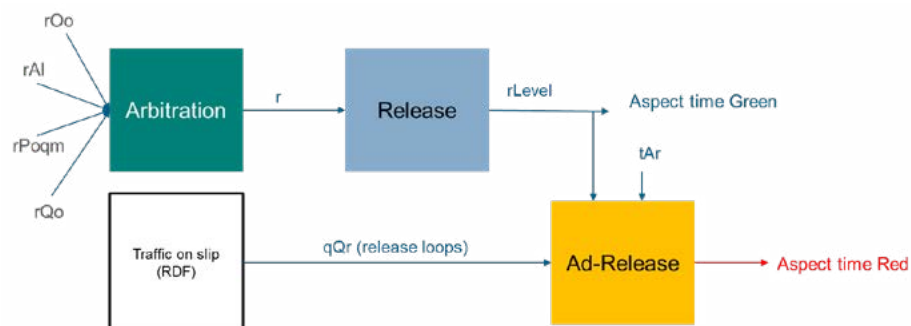 rOo
rAl
rPoqm
rQo
Arbitration
r
Release
rLevel
Aspect time Green
tAr
Traffic on slip
(RDF)
qQr (release loops)
Ad-Release
Aspect time Red